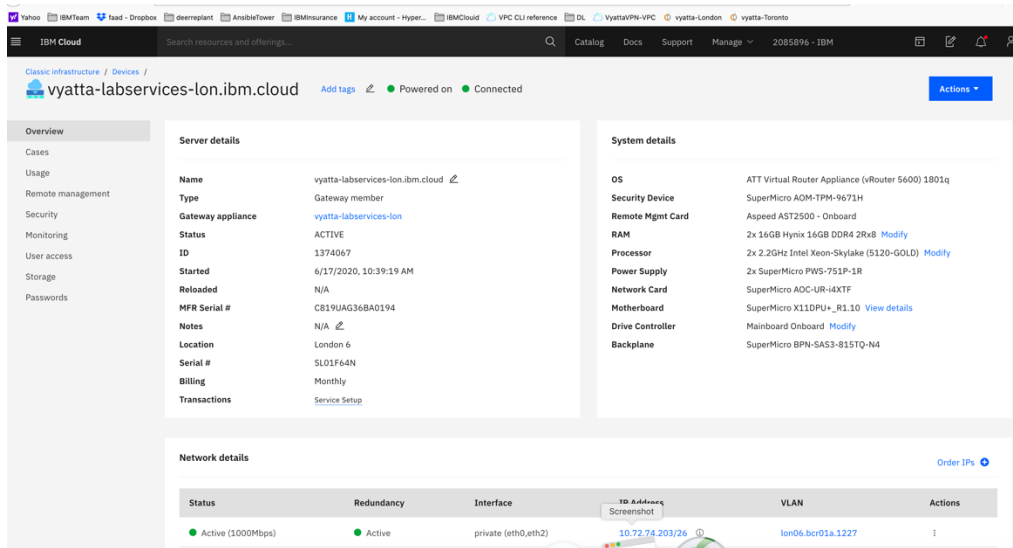 Yahoo IBMTeam faad - Dropbox deerreplant AnsibleTower IBMInsurance My account - Hyper... IBMClouid VPC CLI reference DL VyattaVPN-VPC vyatta-London vyatta-Toronto
IBM Cloud Search resources and offerings... Catalog Docs Support Manage 2085896 - IBM
Classic infrastructure / Devices /
vyatta-labservices-lon.ibm.cloud Add tags Powered on Connected Actions
Overview
Cases
Usage
Remote management
Security
Monitoring
User access
Storage
Passwords
Server details
Name vyatta-labservices-lon.ibm.cloud
Type Gateway member
Gateway appliance vyatta-labservices-lon
Status ACTIVE
ID 1374067
Started 6/17/2020, 10:39:19 AM
Reloaded N/A
MFR Serial # C819UAG36BA0194
Notes N/A
Location London 6
Serial # SL01F64N
Billing Monthly
Transactions Service Setup
System details
OS ATT Virtual Router Appliance (vRouter 5600) 1801q
Security Device SuperMicro AOM-TPM-9671H
Remote Mgmt Card Aspeed AST2500 - Onboard
RAM 2x 16GB Hynix 16GB DDR4 2Rx8 Modify
Processor 2x 2.2GHz Intel Xeon-Skylake (5120-GOLD) Modify
Power Supply 2x SuperMicro PWS-751P-1R
Network Card SuperMicro AOC-UR-i4XTF
Motherboard SuperMicro X11DPU+_R1.10 View details
Drive Controller Mainboard Onboard Modify
Backplane SuperMicro BPN-SAS3-815TQ-N4
Network details
Order IPs
Status Redundancy Interface IP Address VLAN Actions
Screenshot
Active (1000Mbps) Active private (eth0,eth2) 10.72.74.203/26 lon06.bcr01a.1227